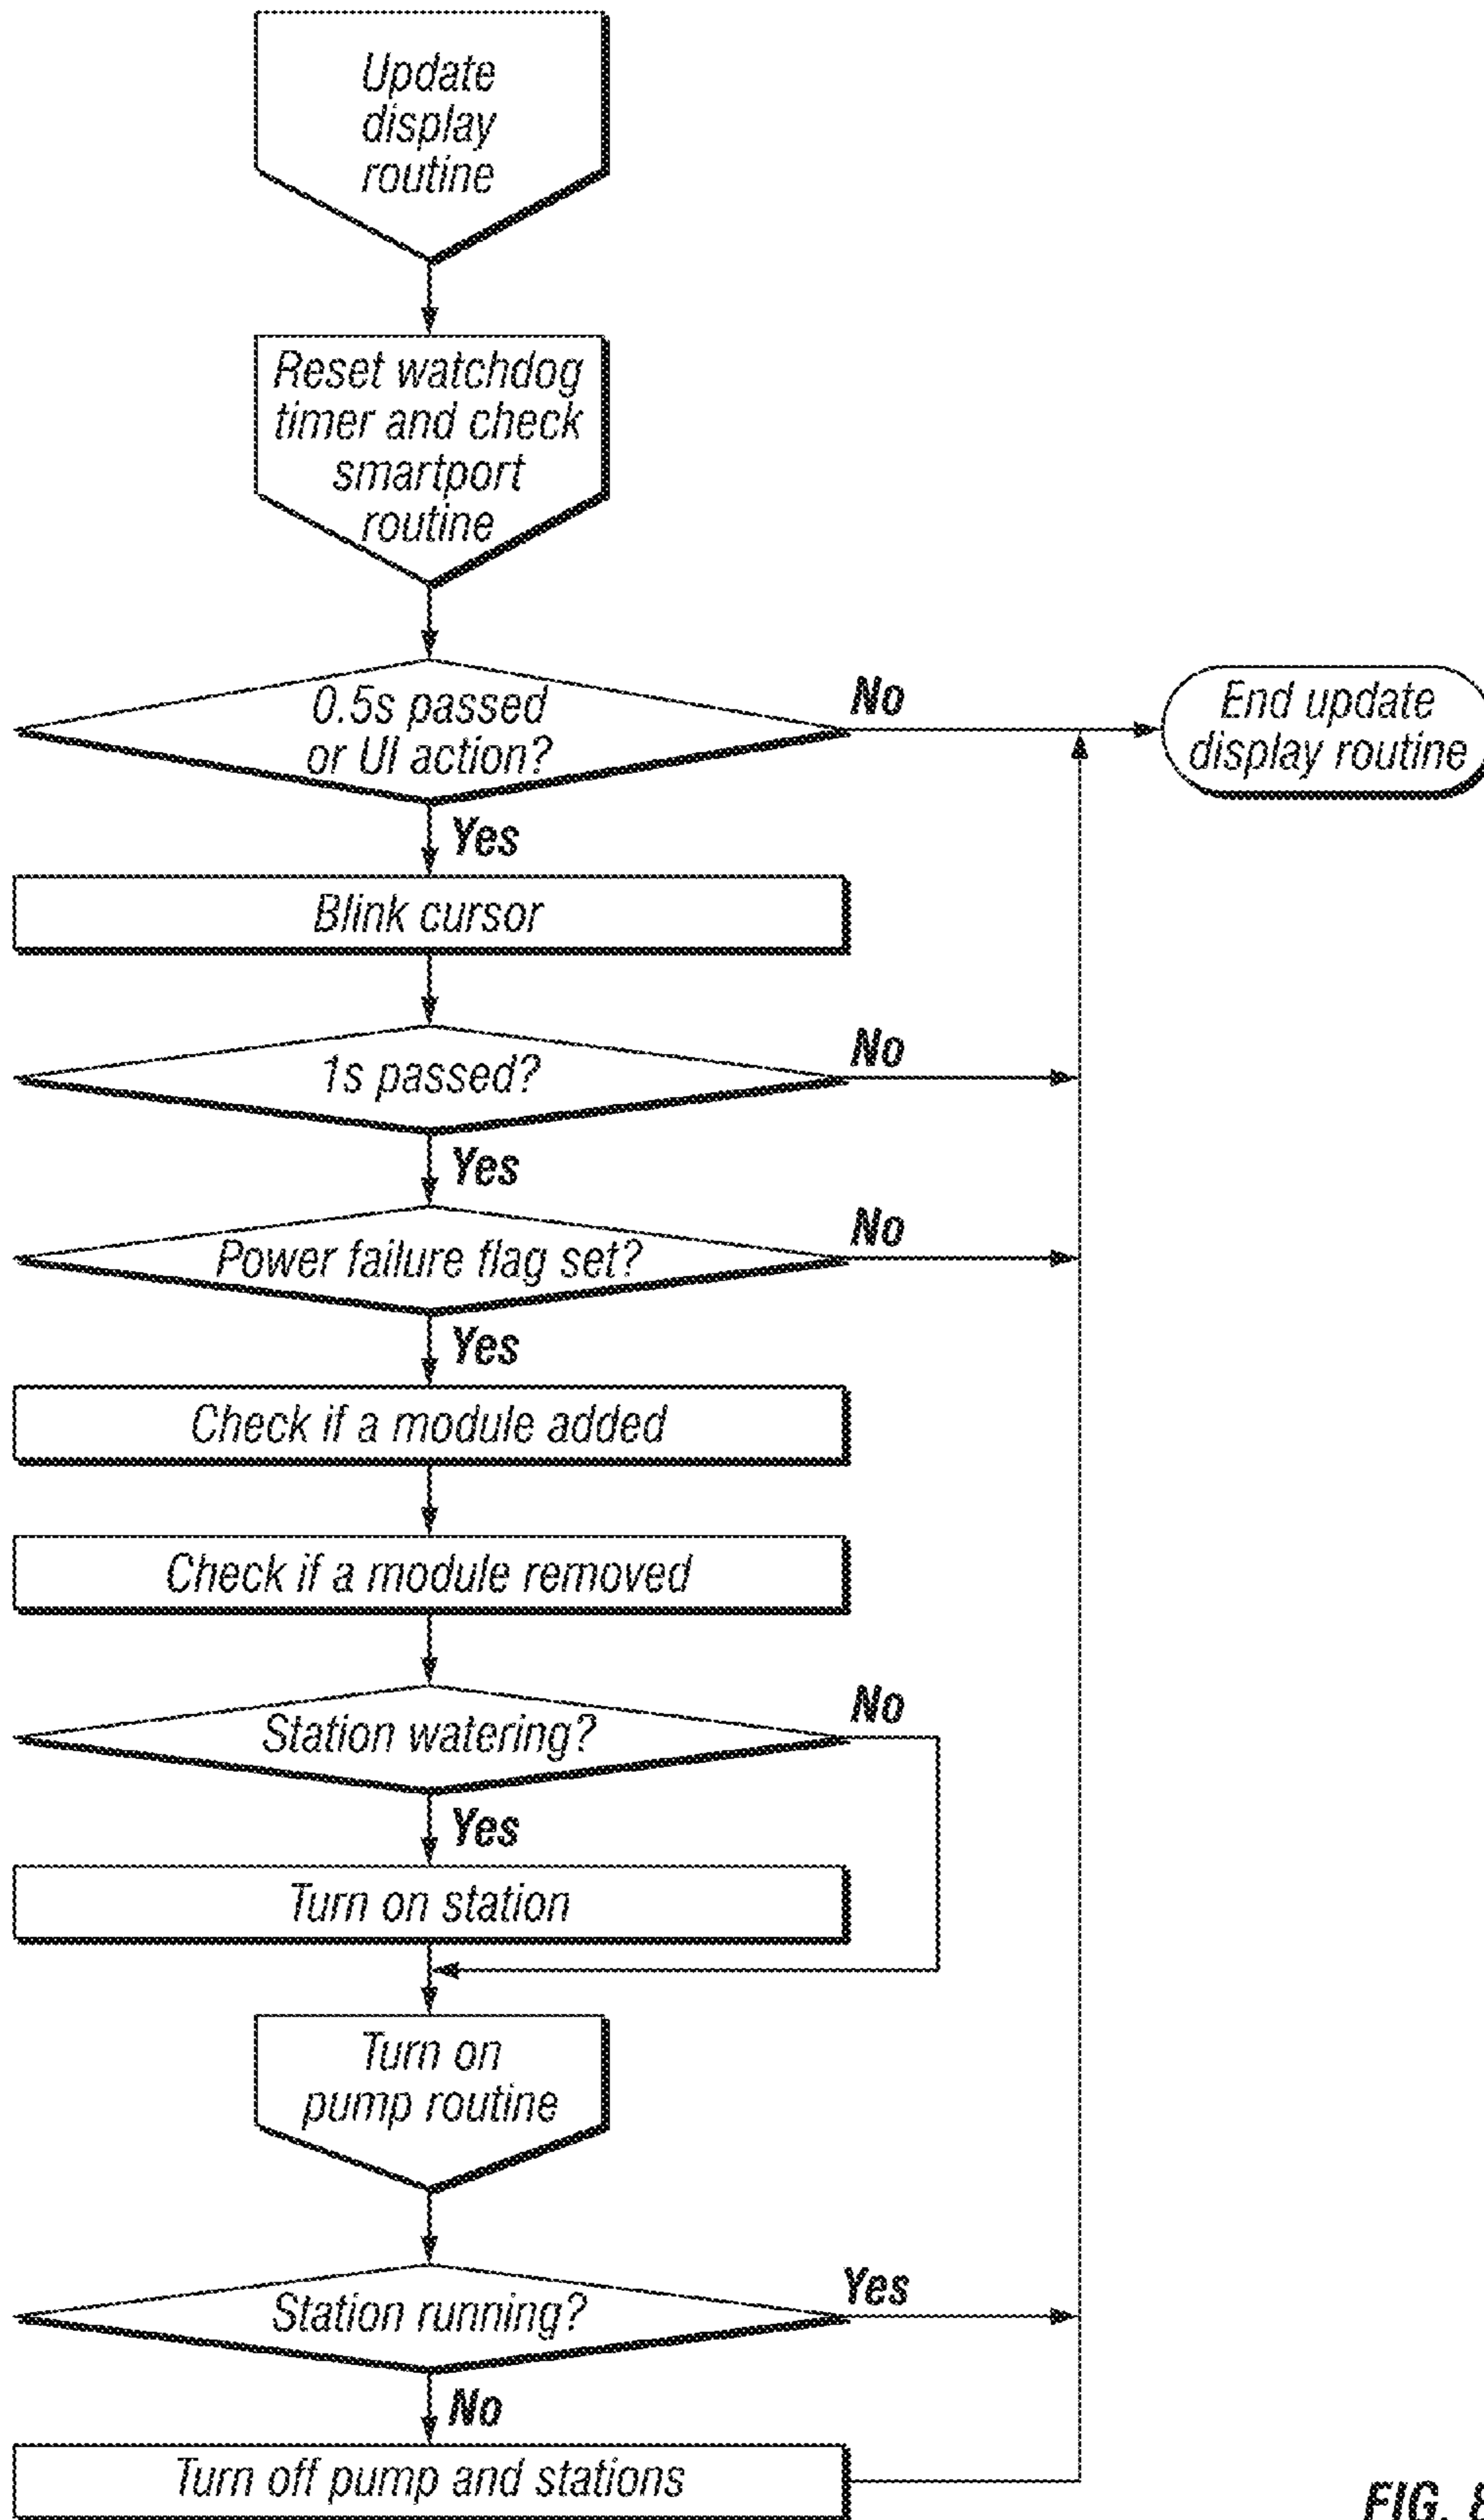 Update
display
routine
Reset watchdog
timer and check
smartport
routine
0.5s passed
or UI action?
No
End update
display routine
Yes
Blink cursor
1s passed?
No
Yes
Power failure flag set?
No
Yes
Check if a module added
Check if a module removed
Station watering?
No
Yes
Turn on station
Turn on
pump routine
Station running?
Yes
No
Turn off pump and stations
FIG.